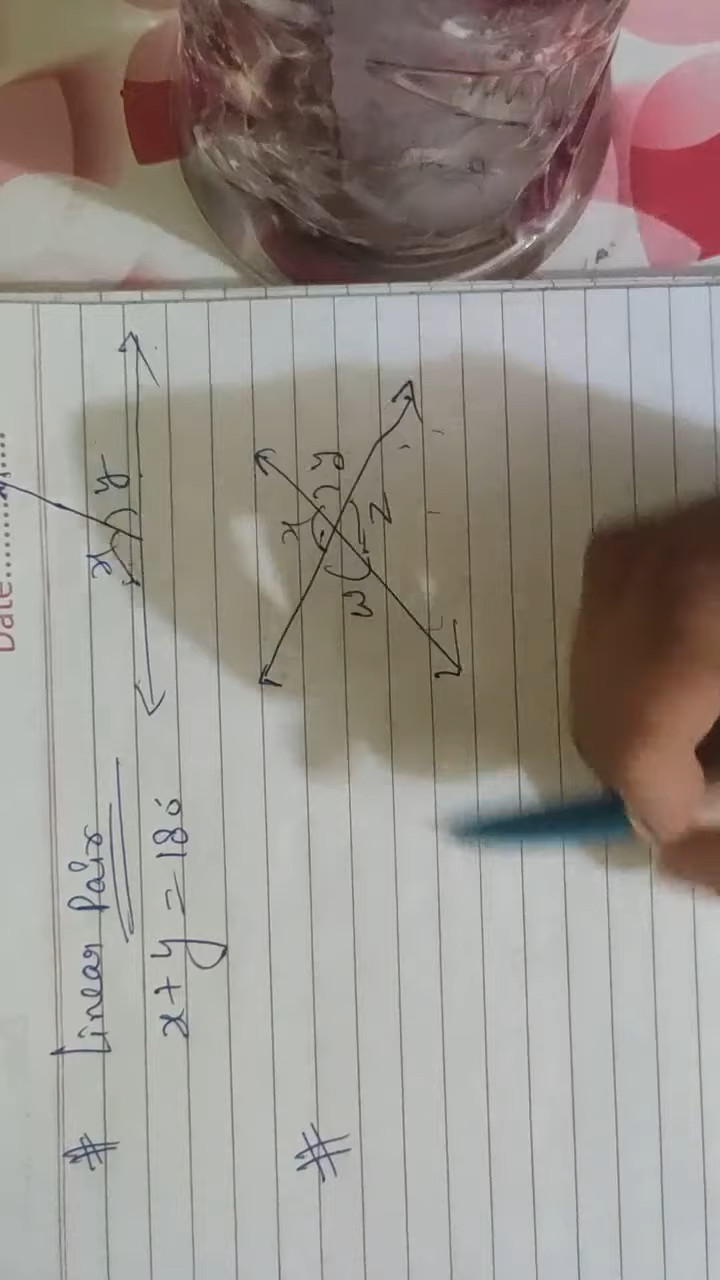 Date.........
# Linear Pair
x + y = 180°
x
y
#
x
y
z
w